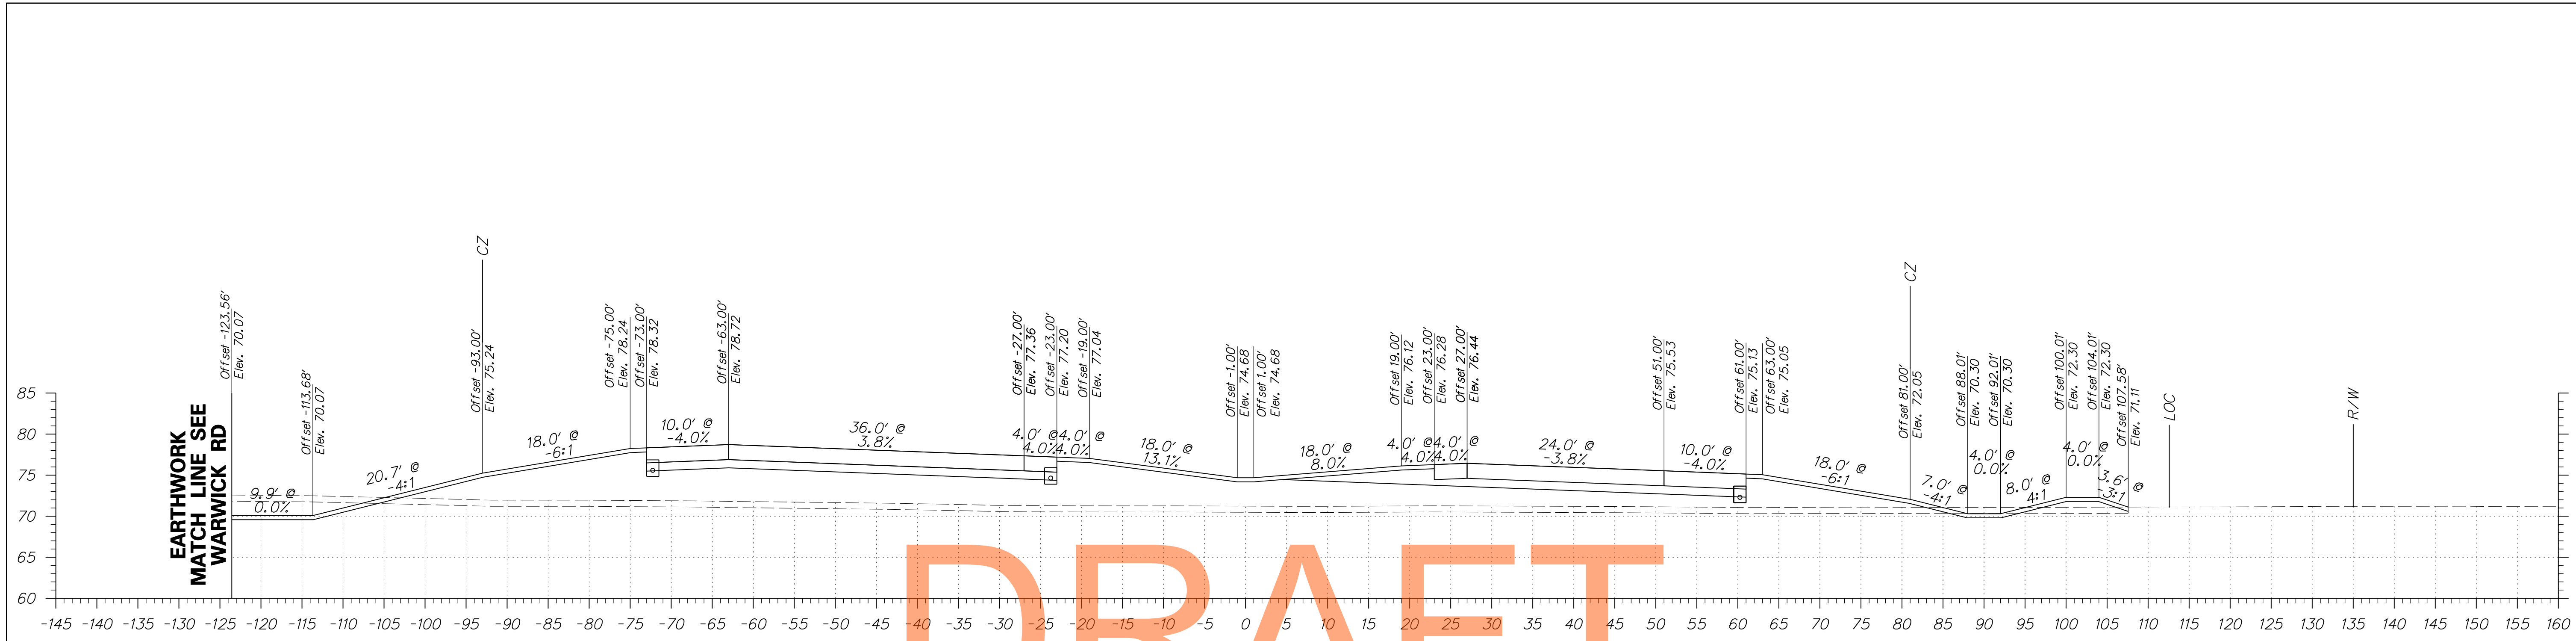 CZ
CZ
Offset -123.56'
Elev. 70.07
Offset -113.68'
Elev. 70.07
Offset -93.00'
Elev. 75.24
Offset -75.00'
Elev. 78.24
Offset -73.00'
Elev. 78.32
Offset -63.00'
Elev. 78.72
Offset -27.00'
Elev. 77.36
Offset -23.00'
Elev. 77.20
Offset -19.00'
Elev. 77.04
Offset -1.00'
Elev. 74.68
Offset 1.00'
Elev. 74.68
Offset 19.00'
Elev. 76.12
Offset 23.00'
Elev. 76.28
Offset 27.00'
Elev. 76.44
Offset 51.00'
Elev. 75.53
Offset 61.00'
Elev. 75.13
Offset 63.00'
Elev. 75.05
Offset 81.00'
Elev. 72.05
Offset 88.01'
Elev. 70.30
Offset 92.01'
Elev. 70.30
Offset 100.01'
Elev. 72.30
Offset 104.01'
Elev. 72.30
Offset 107.58'
Elev. 71.11
LOC
R/W
EARTHWORK
MATCH LINE SEE
WARWICK RD
9.9' @
0.0%
20.7' @
-4:1
18.0' @
-6:1
10.0' @
-4.0%
36.0' @
3.8%
4.0' @
4.0%
4.0' @
4.0%
18.0' @
13.1%
18.0' @
8.0%
4.0' @
4.0%
4.0' @
4.0%
24.0' @
-3.8%
10.0' @
-4.0%
18.0' @
-6:1
7.0' @
-4:1
4.0' @
0.0%
8.0' @
4:1
4.0' @
0.0%
3.6' @
-3:1
85
80
75
70
65
60
DRAFT
-145 -140 -135 -130 -125 -120 -115 -110 -105 -100 -95 -90 -85 -80 -75 -70 -65 -60 -55 -50 -45 -40 -35 -30 -25 -20 -15 -10 -5 0 5 10 15 20 25 30 35 40 45 50 55 60 65 70 75 80 85 90 95 100 105 110 115 120 125 130 135 140 145 150 155 160